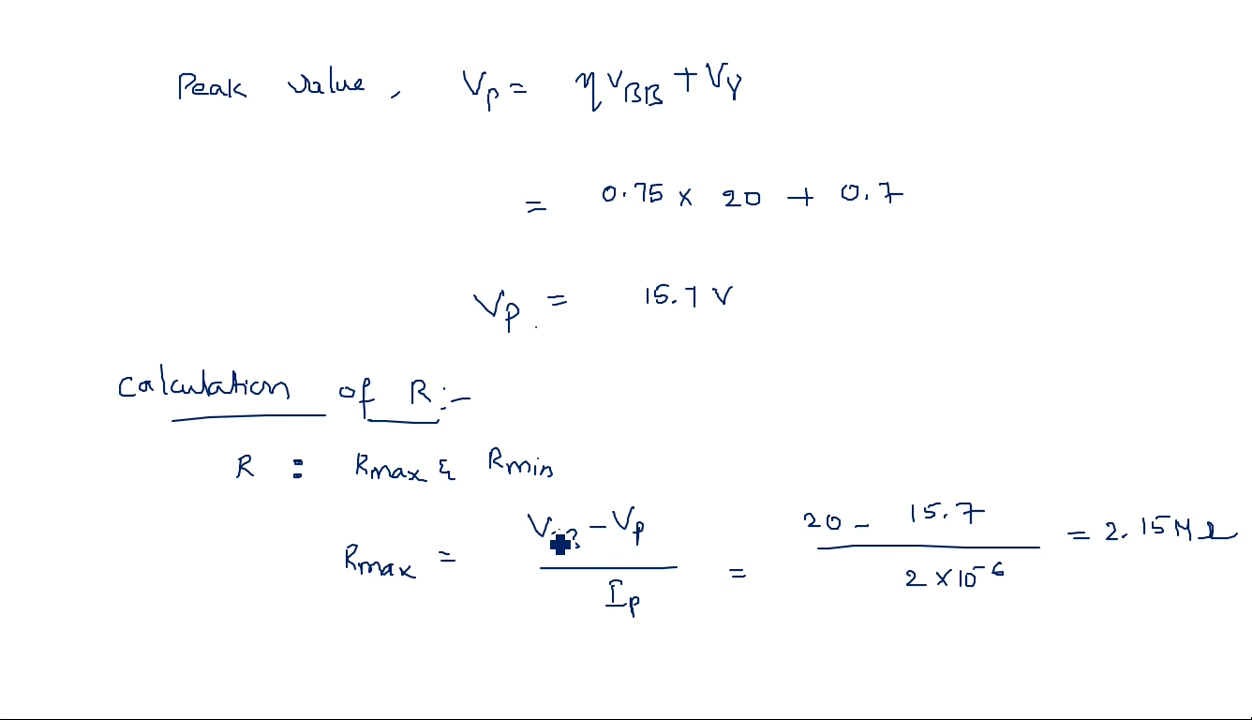 Peak value, Vp = ηVBB + Vγ
= 0.75 × 20 + 0.7
Vp = 15.7 V
Calculation of R:-
R : Rmax & Rmin
Rmax = (V - Vp) / Ip = (20 - 15.7) / (2 × 10^-6) = 2.15MΩ